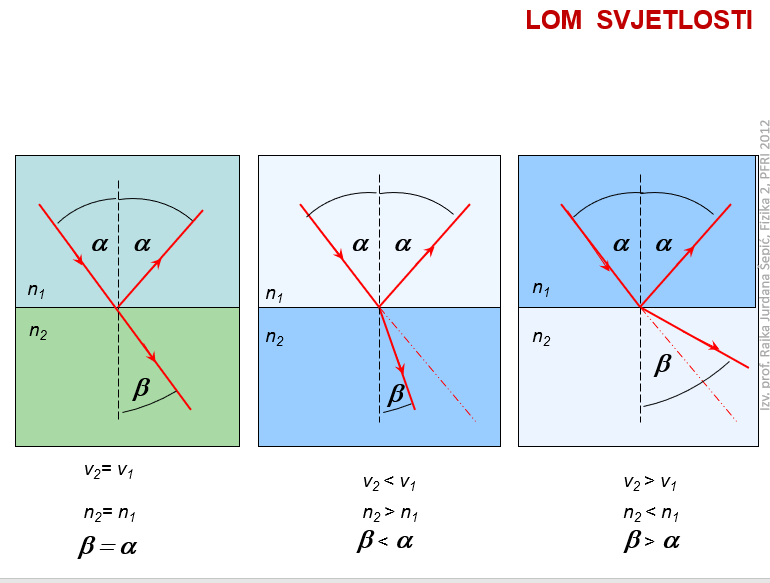 LOM SVJETLOSTI
Izv. prof. Rajka Jurdana Šepić, Fizika 2, PFRI 2012
α α
n1
n2
β
v2= v1
n2= n1
β = α
α α
n1
n2
β
v2 < v1
n2 > n1
β < α
α α
n1
n2
β
v2 > v1
n2 < n1
β > α